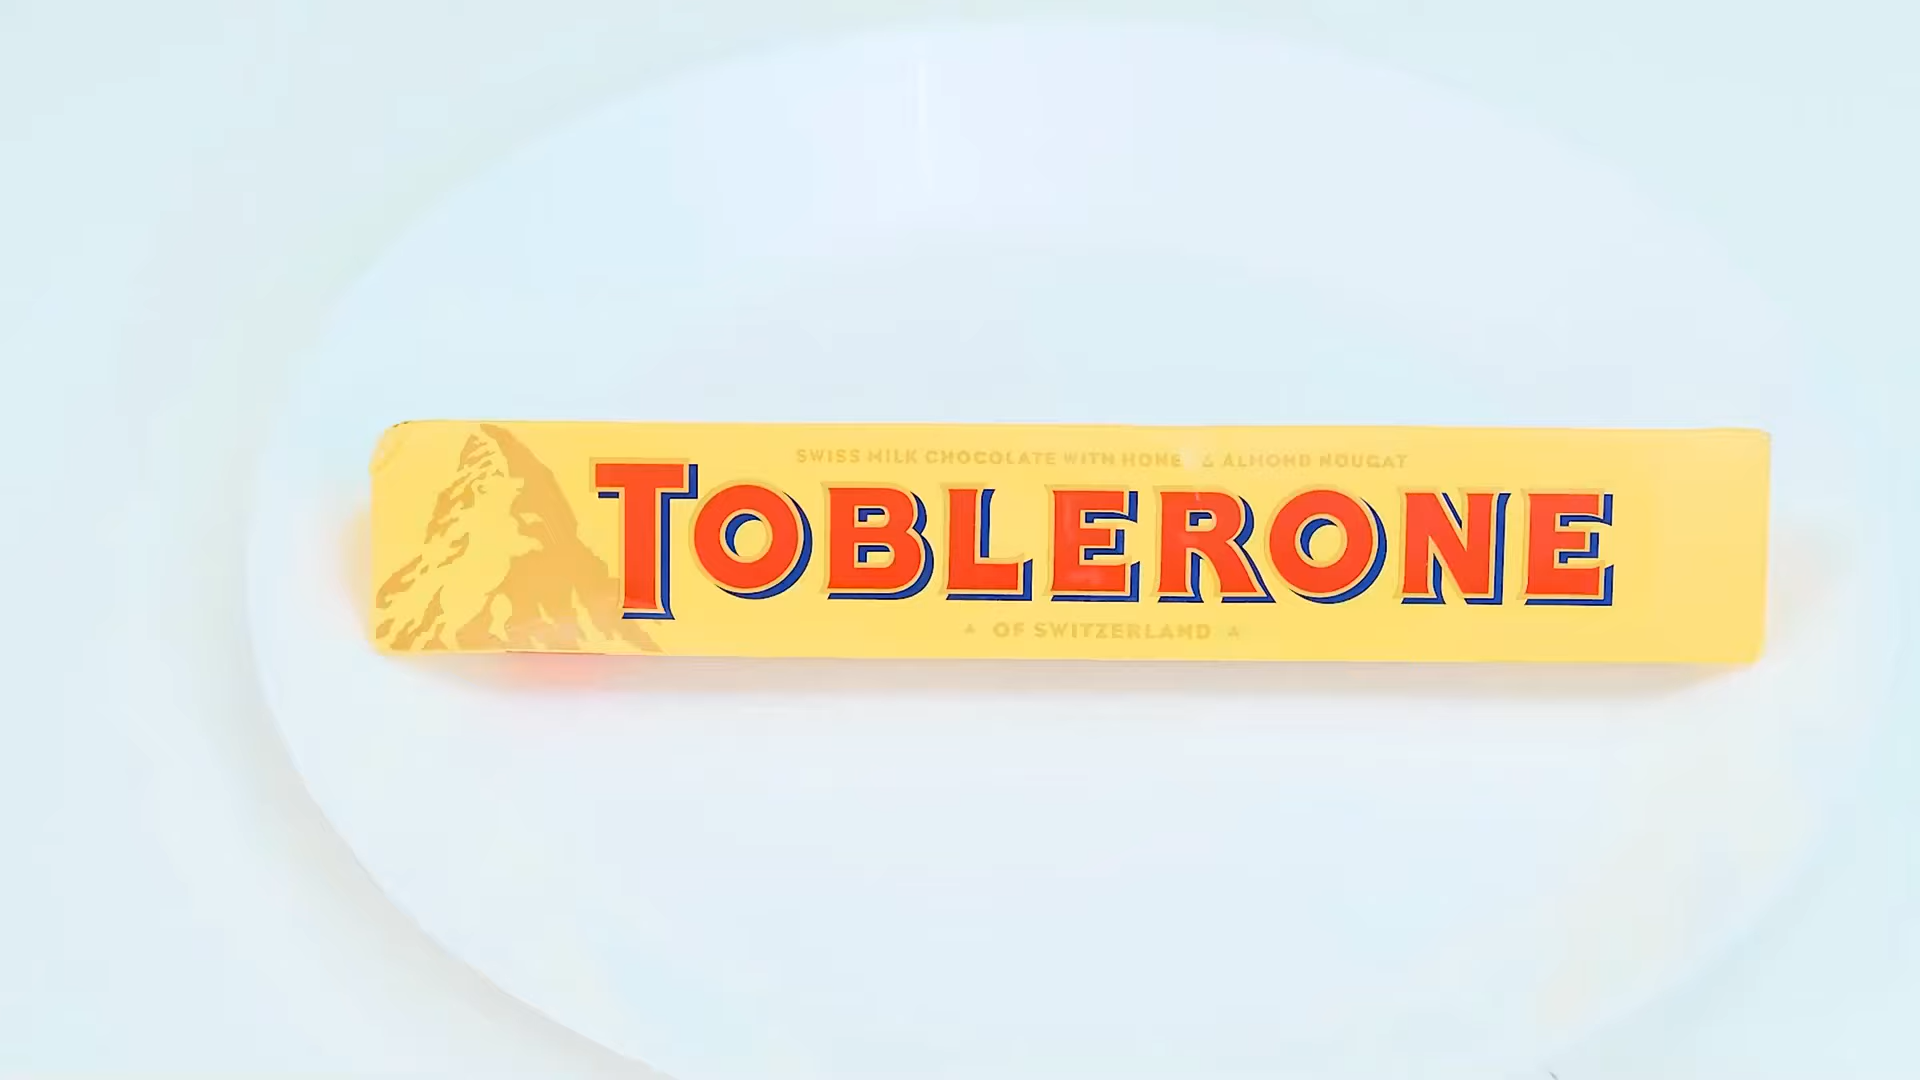 SWISS MILK CHOCOLATE WITH HONEY & ALMOND NOUGAT
TOBLERONE
OF SWITZERLAND